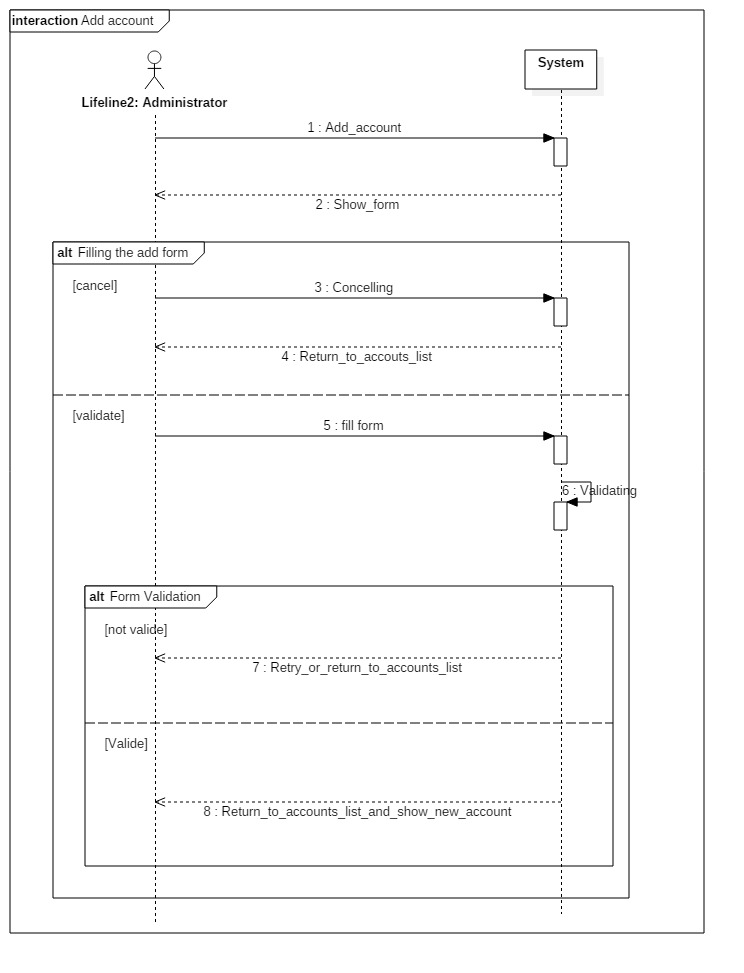 interaction Add account
System
Lifeline2: Administrator
1 : Add_account
2 : Show_form
alt Filling the add form
[cancel]
3 : Concelling
4 : Return_to_accouts_list
[validate]
5 : fill form
6 : Validating
alt Form Validation
[not valide]
7 : Retry_or_return_to_accounts_list
[Valide]
8 : Return_to_accounts_list_and_show_new_account